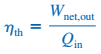 η_th = W_net,out / Q_in